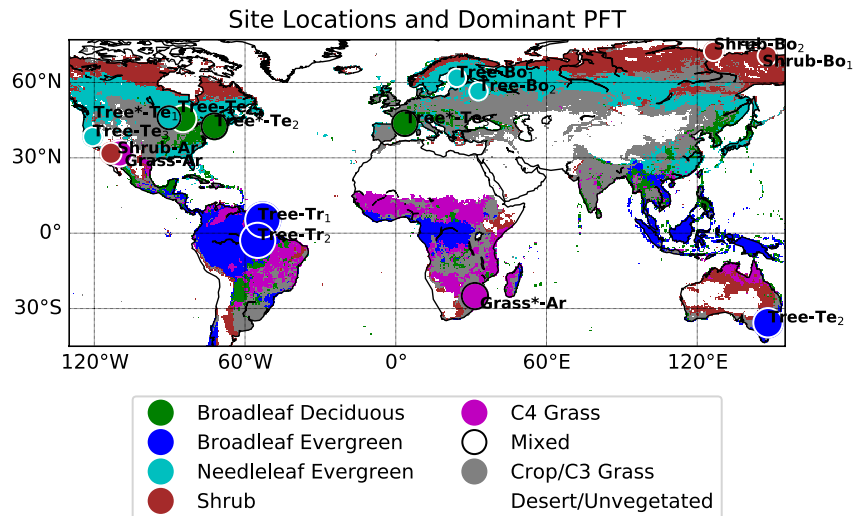 Site Locations and Dominant PFT
Shrub-Bo₂
Shrub-Bo₁
60°N
Tree-Bo₁
Tree-Bo₂
Tree*-Te₁
Tree-Te₂
Tree*-Te₂
Tree-Te₃
30°N
Shrub-Ar
Grass-Ar
Tree-Tr₁
0°
Tree-Tr₂
30°S
Grass*-Ar
Tree-Te₂
120°W
60°W
0°
60°E
120°E
Broadleaf Deciduous
Broadleaf Evergreen
Needleleaf Evergreen
Shrub
C4 Grass
Mixed
Crop/C3 Grass
Desert/Unvegetated